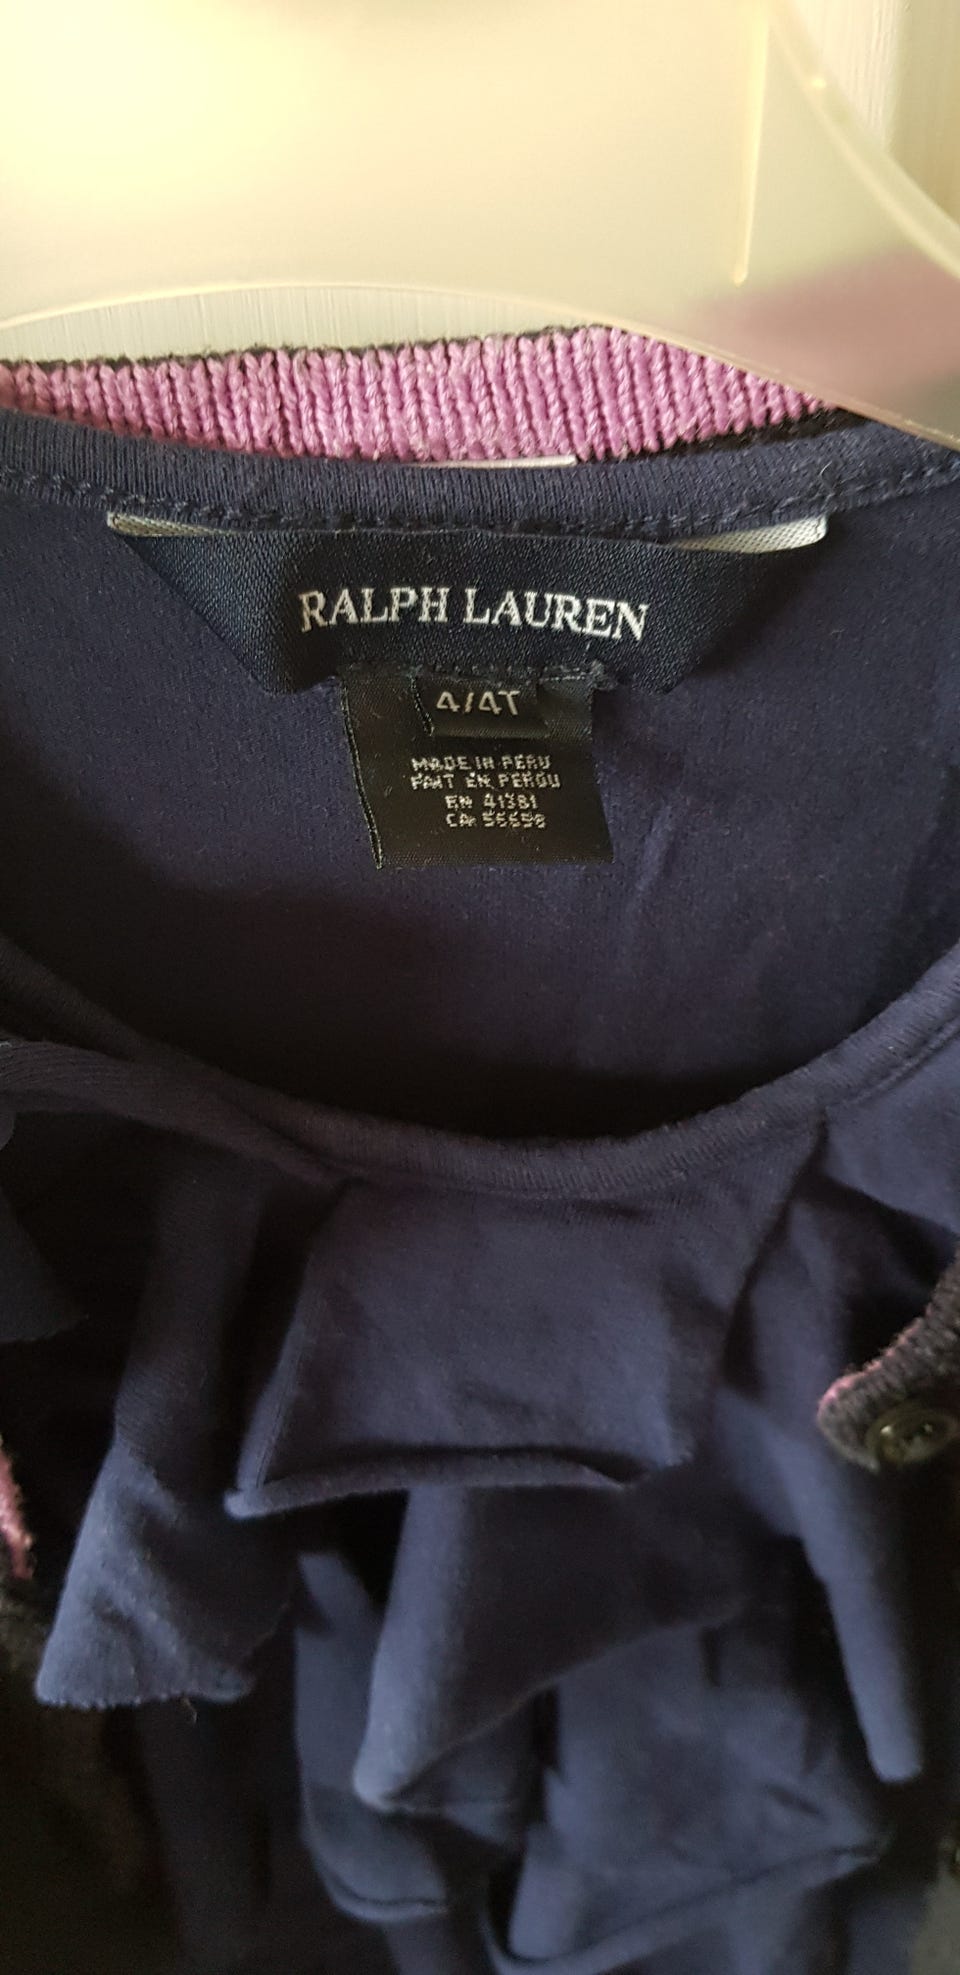 RALPH LAUREN
4/4T
MADE IN PERU
FAIT EN PEROU
RN 41381
CA 56658